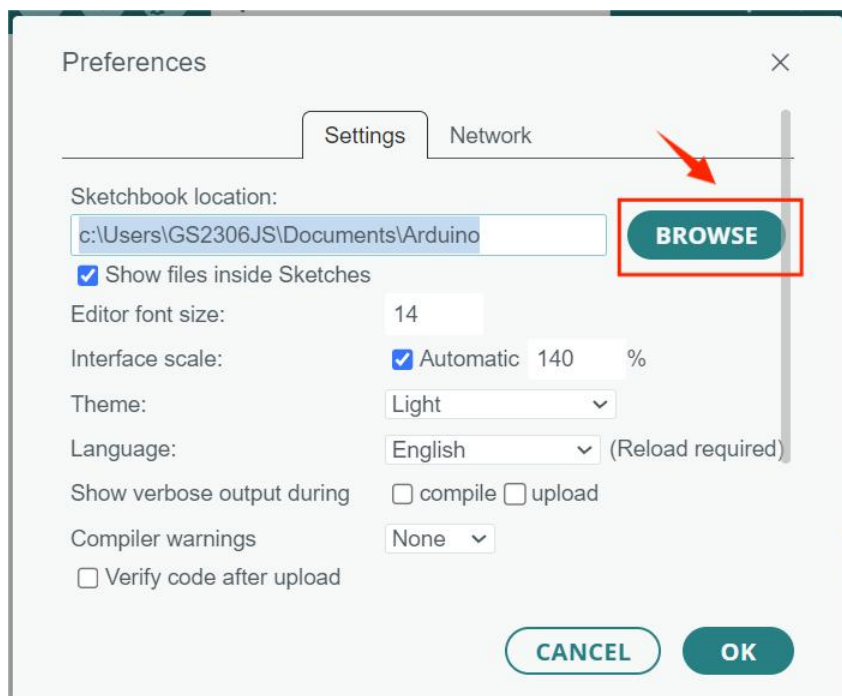 Preferences
Settings Network
Sketchbook location:
c:\Users\GS2306JS\Documents\Arduino BROWSE
Show files inside Sketches
Editor font size: 14
Interface scale: Automatic 140 %
Theme: Light
Language: English (Reload required)
Show verbose output during compile upload
Compiler warnings None
Verify code after upload
CANCEL OK